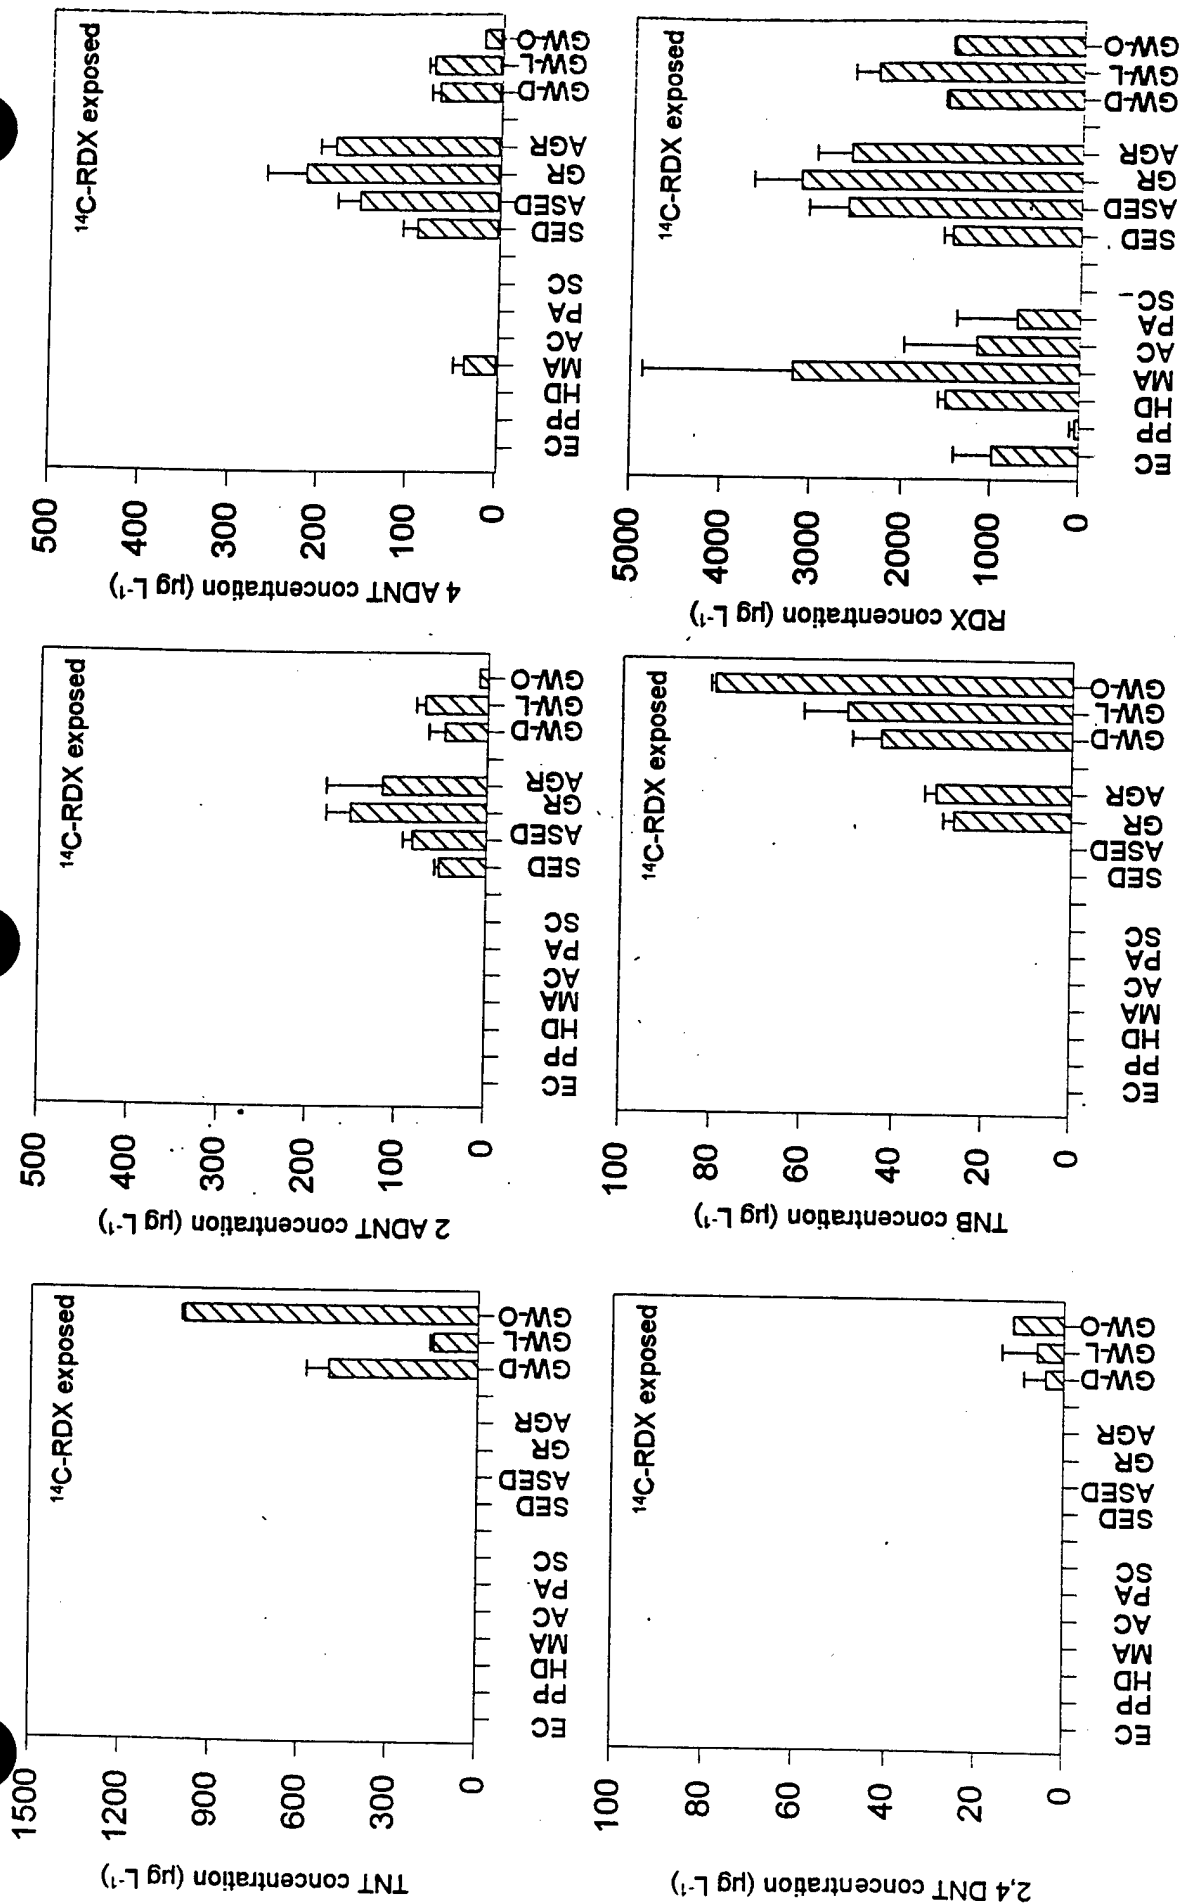 TNT concentration (µg L-1)
1500
1200
900
600
300
0
14C-RDX exposed
EC
PP
HD
MA
AC
PA
SC
SED
ASED
GR
AGR
GW-D
GW-L
GW-O
2 ADNT concentration (µg L-1)
500
400
300
200
100
0
14C-RDX exposed
EC
PP
HD
MA
AC
PA
SC
SED
ASED
GR
AGR
GW-D
GW-L
GW-O
4 ADNT concentration (µg L-1)
500
400
300
200
100
0
14C-RDX exposed
EC
PP
HD
MA
AC
PA
SC
SED
ASED
GR
AGR
GW-D
GW-L
GW-O
2,4 DNT concentration (µg L-1)
100
80
60
40
20
0
14C-RDX exposed
EC
PP
HD
MA
AC
PA
SC
SED
ASED
GR
AGR
GW-D
GW-L
GW-O
TNB concentration (µg L-1)
100
80
60
40
20
0
14C-RDX exposed
EC
PP
HD
MA
AC
PA
SC
SED
ASED
GR
AGR
GW-D
GW-L
GW-O
RDX concentration (µg L-1)
5000
4000
3000
2000
1000
0
14C-RDX exposed
EC
PP
HD
MA
AC
PA
SC
SED
ASED
GR
AGR
GW-D
GW-L
GW-O